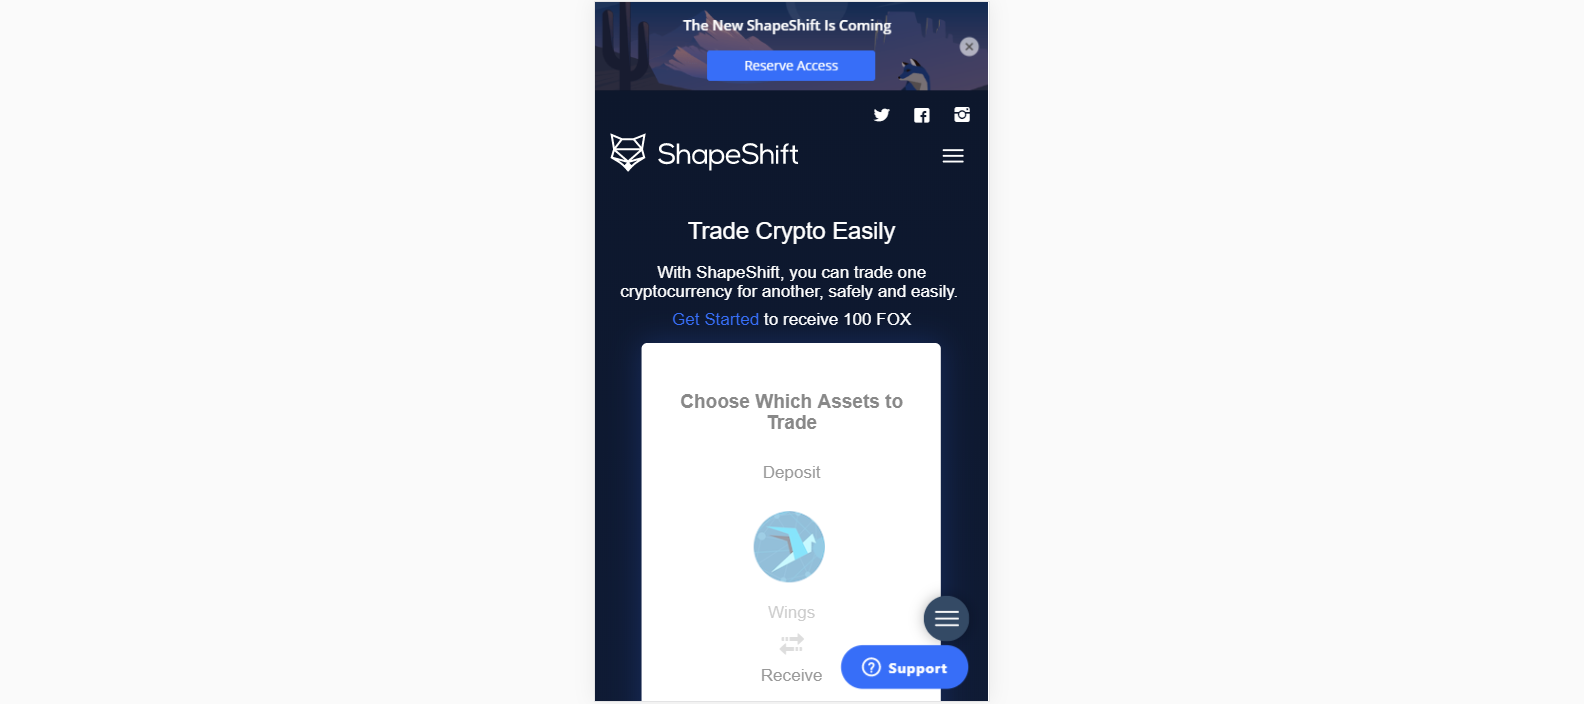 The New ShapeShift Is Coming
Reserve Access
ShapeShift
Trade Crypto Easily
With ShapeShift, you can trade one
cryptocurrency for another, safely and easily.
Get Started to receive 100 FOX
Choose Which Assets to
Trade
Deposit
Wings
Receive
Support